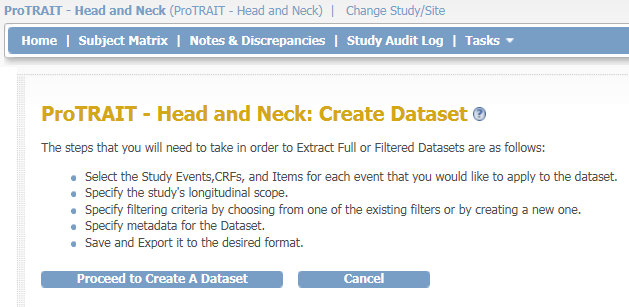 ProTRAIT - Head and Neck (ProTRAIT - Head and Neck) | Change Study/Site
Home | Subject Matrix | Notes & Discrepancies | Study Audit Log | Tasks
ProTRAIT - Head and Neck: Create Dataset ?
The steps that you will need to take in order to Extract Full or Filtered Datasets are as follows:
Select the Study Events,CRFs, and Items for each event that you would like to apply to the dataset.
Specify the study's longitudinal scope.
Specify filtering criteria by choosing from one of the existing filters or by creating a new one.
Specify metadata for the Dataset.
Save and Export it to the desired format.
Proceed to Create A Dataset Cancel